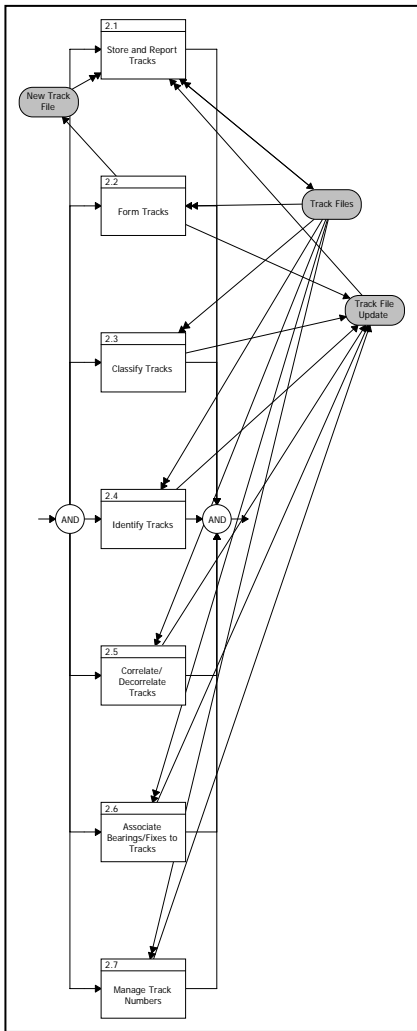 2.1
Store and Report
Tracks
New Track
File
2.2
Form Tracks
Track Files
Track File
Update
2.3
Classify Tracks
2.4
AND
Identify Tracks
AND
2.5
Correlate/
Decorrelate
Tracks
2.6
Associate
Bearings/Fixes to
Tracks
2.7
Manage Track
Numbers